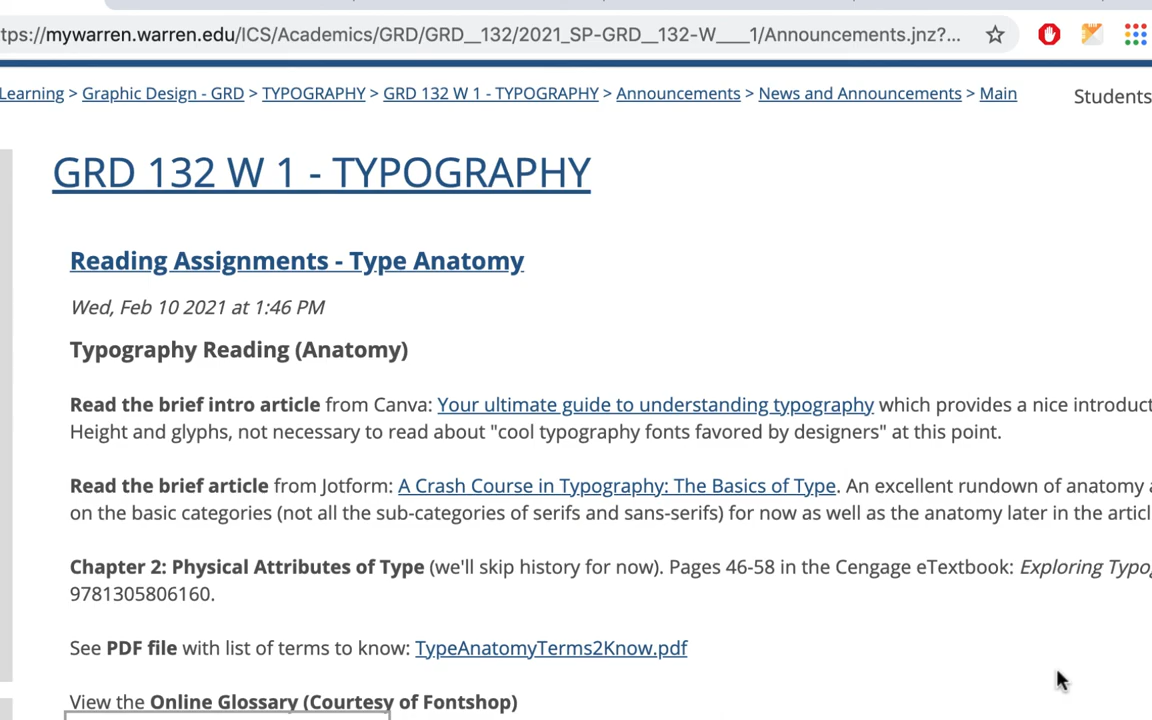 tps://mywarren.warren.edu/ICS/Academics/GRD/GRD__132/2021_SP-GRD__132-W____1/Announcements.jnz?...
Learning > Graphic Design - GRD > TYPOGRAPHY > GRD 132 W 1 - TYPOGRAPHY > Announcements > News and Announcements > Main
Students
GRD 132 W 1 - TYPOGRAPHY
Reading Assignments - Type Anatomy
Wed, Feb 10 2021 at 1:46 PM
Typography Reading (Anatomy)
Read the brief intro article from Canva: Your ultimate guide to understanding typography which provides a nice introduct
Height and glyphs, not necessary to read about "cool typography fonts favored by designers" at this point.
Read the brief article from Jotform: A Crash Course in Typography: The Basics of Type. An excellent rundown of anatomy a
on the basic categories (not all the sub-categories of serifs and sans-serifs) for now as well as the anatomy later in the articl
Chapter 2: Physical Attributes of Type (we'll skip history for now). Pages 46-58 in the Cengage eTextbook: Exploring Typog
9781305806160.
See PDF file with list of terms to know: TypeAnatomyTerms2Know.pdf
View the Online Glossary (Courtesy of Fontshop)